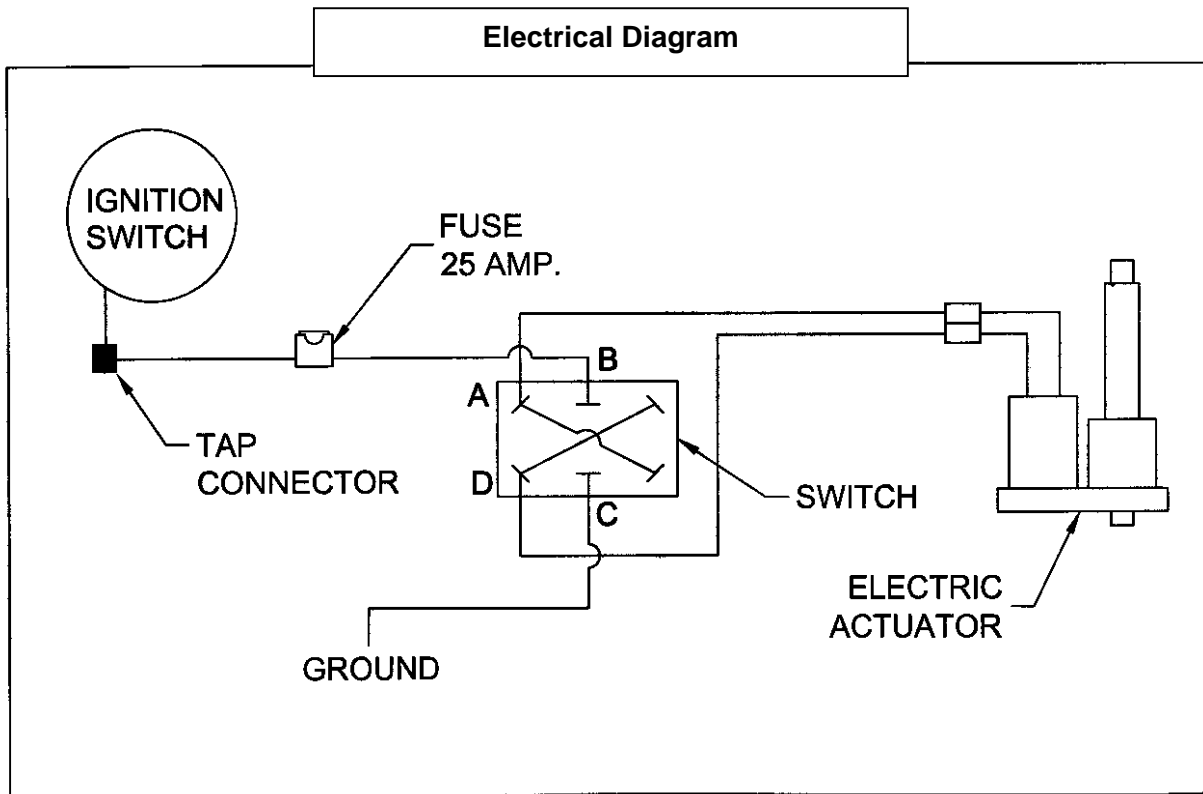 Electrical Diagram
IGNITION
SWITCH
FUSE
25 AMP.
B
A
TAP
CONNECTOR
D
SWITCH
C
ELECTRIC
ACTUATOR
GROUND